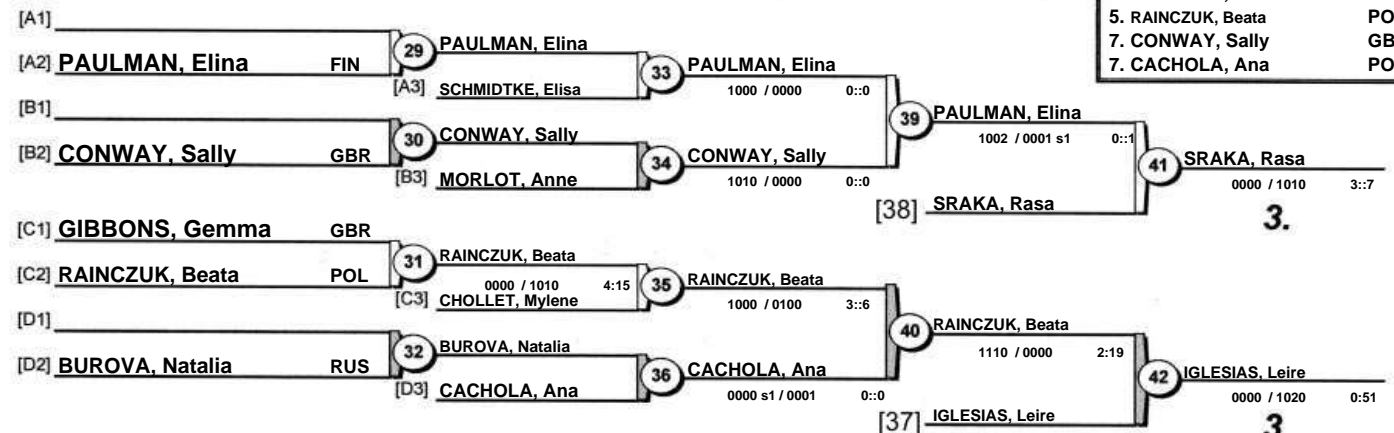 5. RAINCZUK, Beata PO
7. CONWAY, Sally GB
7. CACHOLA, Ana PO
[A1]
[A2] PAULMAN, Elina FIN
29
PAULMAN, Elina
[A3] SCHMIDTKE, Elisa
33
PAULMAN, Elina
1000 / 0000 0::0
[B1]
[B2] CONWAY, Sally GBR
30
CONWAY, Sally
[B3] MORLOT, Anne
34
CONWAY, Sally
1010 / 0000 0::0
39
PAULMAN, Elina
1002 / 0001 s1 0::1
[38] SRAKA, Rasa
41
SRAKA, Rasa
0000 / 1010 3::7
3.
[C1] GIBBONS, Gemma GBR
[C2] RAINCZUK, Beata POL
31
RAINCZUK, Beata
0000 / 1010 4:15
[C3] CHOLLET, Mylene
35
RAINCZUK, Beata
1000 / 0100 3::6
[D1]
[D2] BUROVA, Natalia RUS
32
BUROVA, Natalia
[D3] CACHOLA, Ana
36
CACHOLA, Ana
0000 s1 / 0001 0::0
40
RAINCZUK, Beata
1110 / 0000 2:19
[37] IGLESIAS, Leire
42
IGLESIAS, Leire
0000 / 1020 0:51
3